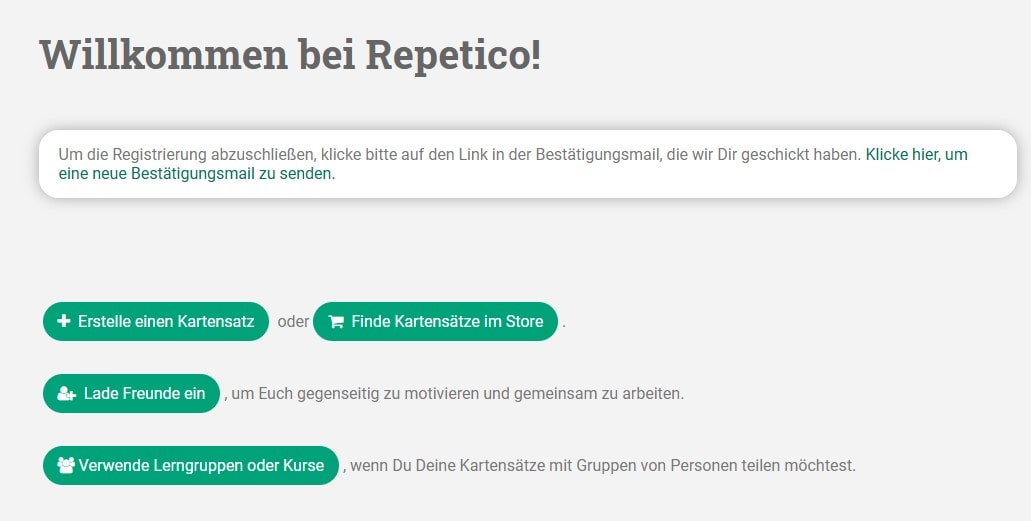 Willkommen bei Repetico!
Um die Registrierung abzuschließen, klicke bitte auf den Link in der Bestätigungsmail, die wir Dir geschickt haben. Klicke hier, um
eine neue Bestätigungsmail zu senden.
Erstelle einen Kartensatz oder Finde Kartensätze im Store .
Lade Freunde ein , um Euch gegenseitig zu motivieren und gemeinsam zu arbeiten.
Verwende Lerngruppen oder Kurse , wenn Du Deine Kartensätze mit Gruppen von Personen teilen möchtest.